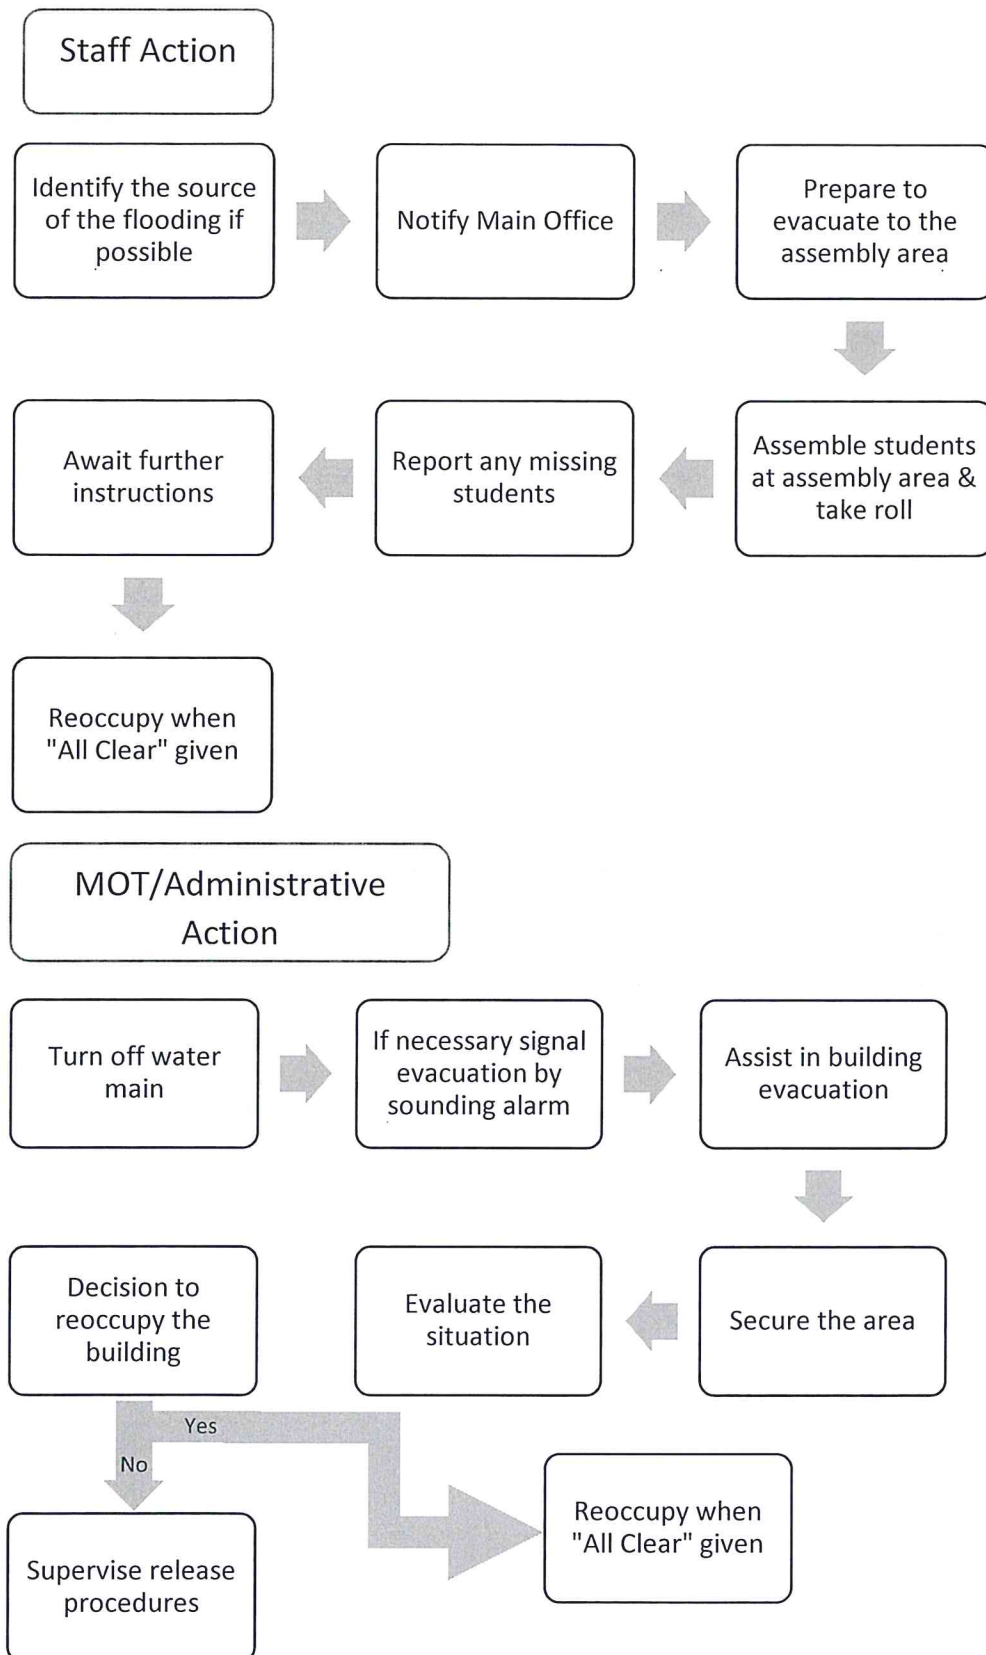 Staff Action
Identify the source
of the flooding if
possible
Notify Main Office
Prepare to
evacuate to the
assembly area
Assemble students
at assembly area &
take roll
Report any missing
students
Await further
instructions
Reoccupy when
"All Clear" given
MOT/Administrative
Action
Turn off water
main
If necessary signal
evacuation by
sounding alarm
Assist in building
evacuation
Secure the area
Evaluate the
situation
Decision to
reoccupy the
building
Yes
No
Reoccupy when
"All Clear" given
Supervise release
procedures